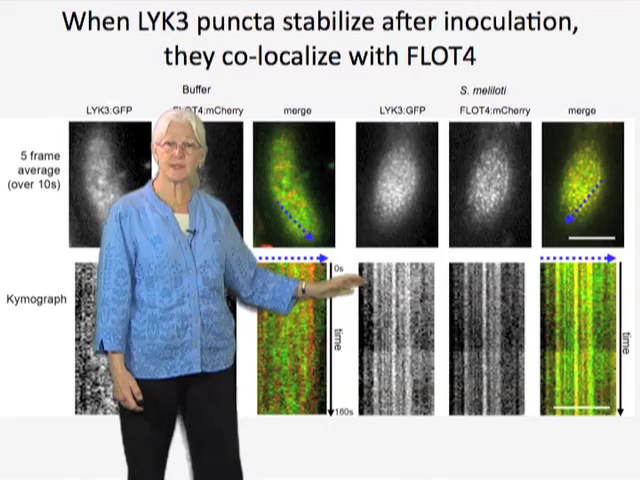 When LYK3 puncta stabilize after inoculation,
they co-localize with FLOT4
Buffer
S. meliloti
LYK3:GFP FLOT4:mCherry merge LYK3:GFP FLOT4:mCherry merge
5 frame
average
(over 10s)
0s
Kymograph
time
time
180s